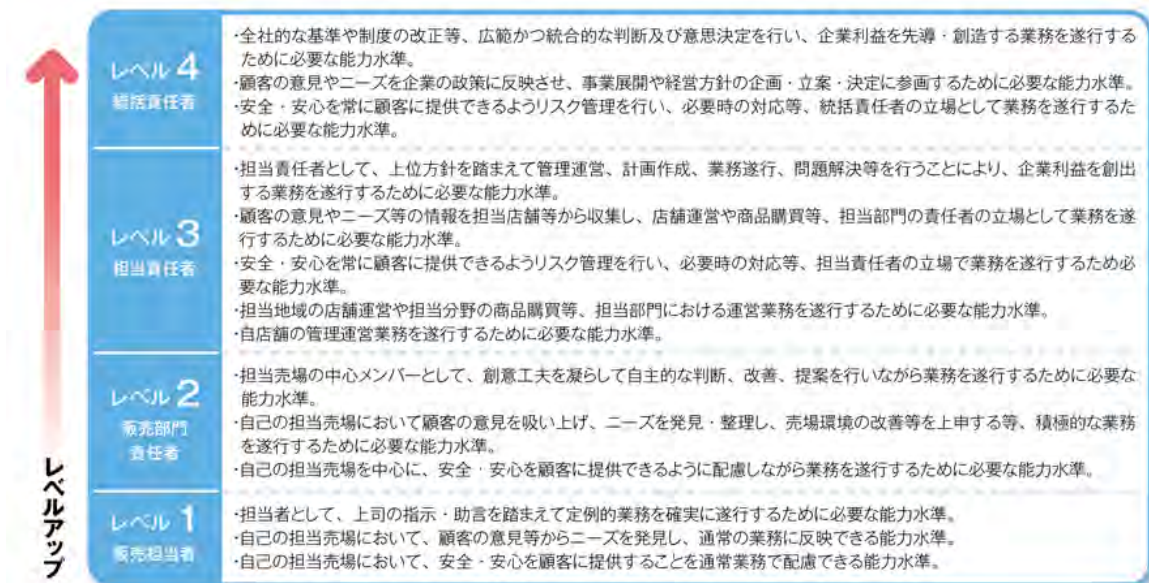 レベル 4
統括責任者
・全社的な基準や制度の改正等、広範かつ統合的な判断及び意思決定を行い、企業利益を先導・創造する業務を遂行する
ために必要な能力水準。
・顧客の意見やニーズを企業の政策に反映させ、事業展開や経営方針の企画・立案・決定に参画するために必要な能力水準。
・安全・安心を常に顧客に提供できるようリスク管理を行い、必要時の対応等、統括責任者の立場として業務を遂行するた
めに必要な能力水準。
レベル 3
担当責任者
・担当責任者として、上位方針を踏まえて管理運営、計画作成、業務遂行、問題解決等を行うことにより、企業利益を創出
する業務を遂行するために必要な能力水準。
・顧客の意見やニーズ等の情報を担当店舗等から収集し、店舗運営や商品購買等、担当部門の責任者の立場として業務を遂
行するために必要な能力水準。
・安全・安心を常に顧客に提供できるようリスク管理を行い、必要時の対応等、担当責任者の立場で業務を遂行するため必
要な能力水準。
・担当地域の店舗運営や担当分野の商品購買等、担当部門における運営業務を遂行するために必要な能力水準。
・自店舗の管理運営業務を遂行するために必要な能力水準。
レベル 2
販売部門
責任者
・担当売場の中心メンバーとして、創意工夫を凝らして自主的な判断、改善、提案を行いながら業務を遂行するために必要な
能力水準。
・自己の担当売場において顧客の意見を吸い上げ、ニーズを発見・整理し、売場環境の改善等を上申する等、積極的な業務
を遂行するために必要な能力水準。
・自己の担当売場を中心に、安全・安心を顧客に提供できるように配慮しながら業務を遂行するために必要な能力水準。
レベル 1
販売担当者
・担当者として、上司の指示・助言を踏まえて定例的業務を確実に遂行するために必要な能力水準。
・自己の担当売場において、顧客の意見等からニーズを発見し、通常の業務に反映できる能力水準。
・自己の担当売場において、安全・安心を顧客に提供することを通常業務で配慮できる能力水準。
レベルアップ